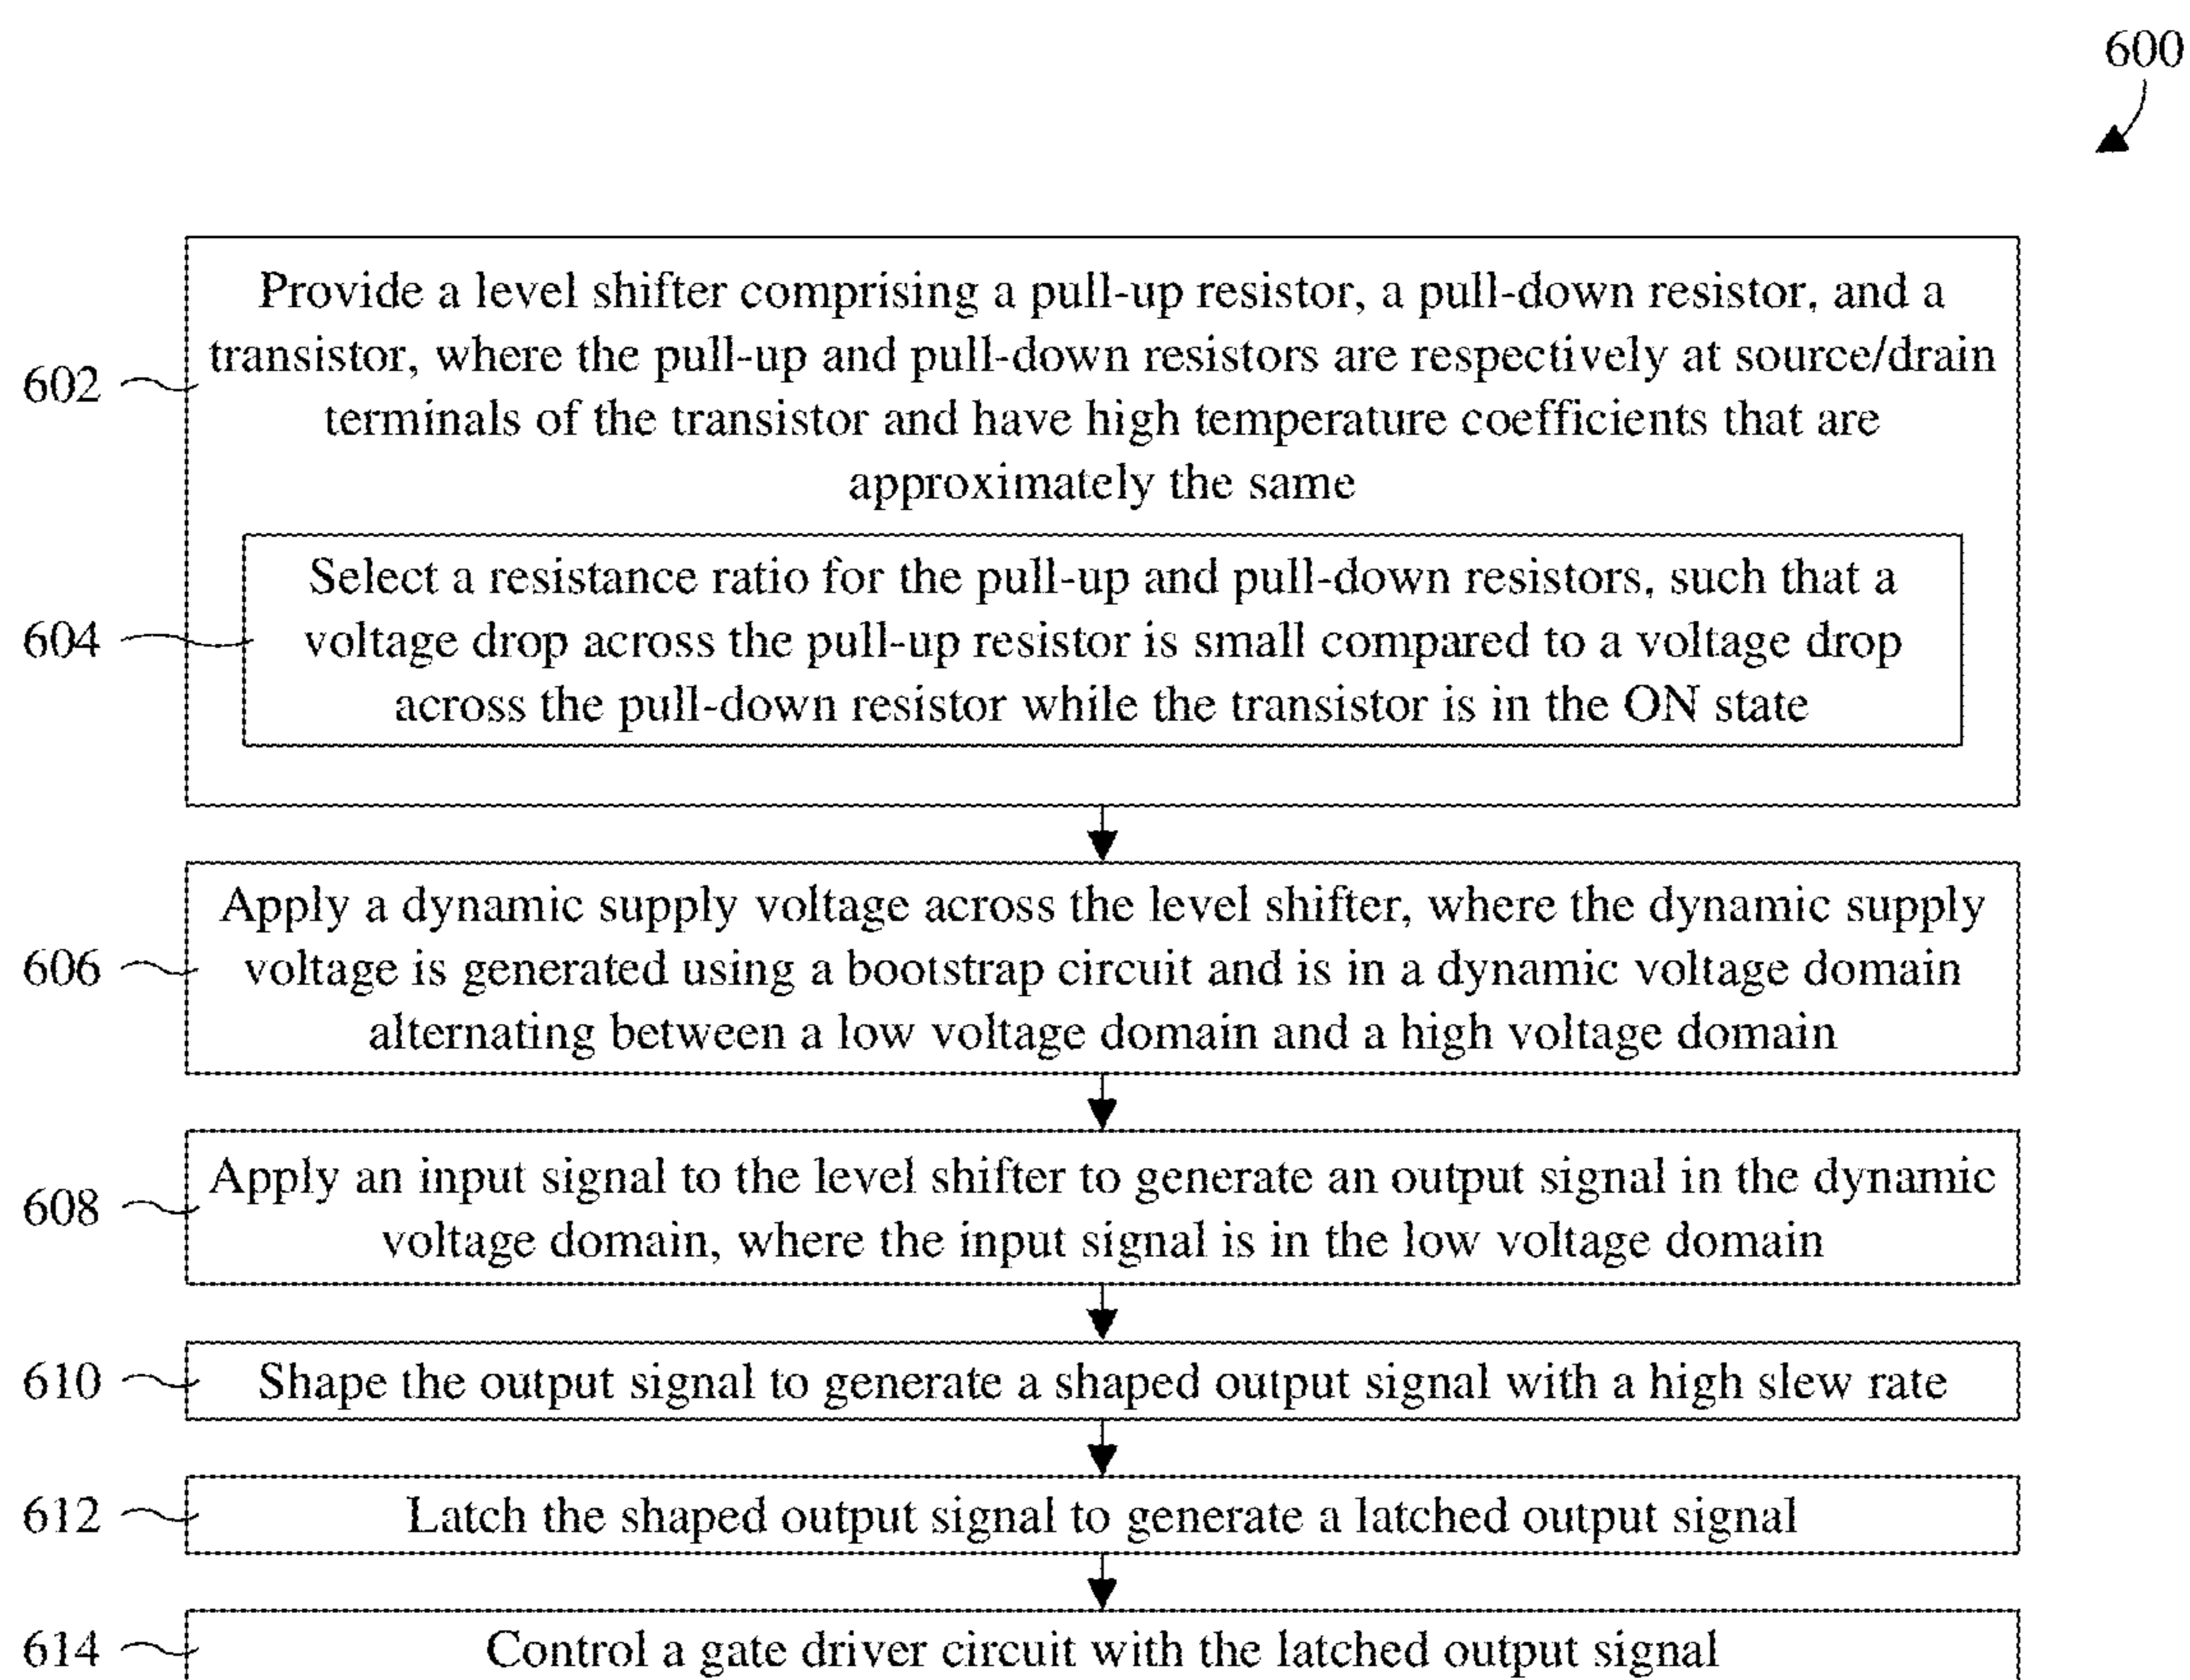 600
Provide a level shifter comprising a pull-up resistor, a pull-down resistor, and a
transistor, where the pull-up and pull-down resistors are respectively at source/drain
602
terminals of the transistor and have high temperature coefficients that are
approximately the same
Select a resistance ratio for the pull-up and pull-down resistors, such that a
604
voltage drop across the pull-up resistor is small compared to a voltage drop
across the pull-down resistor while the transistor is in the ON state
Apply a dynamic supply voltage across the level shifter, where the dynamic supply
606
voltage is generated using a bootstrap circuit and is in a dynamic voltage domain
alternating between a low voltage domain and a high voltage domain
608
Apply an input signal to the level shifter to generate an output signal in the dynamic
voltage domain, where the input signal is in the low voltage domain
610
Shape the output signal to generate a shaped output signal with a high slew rate
612
Latch the shaped output signal to generate a latched output signal
614
Control a gate driver circuit with the latched output signal